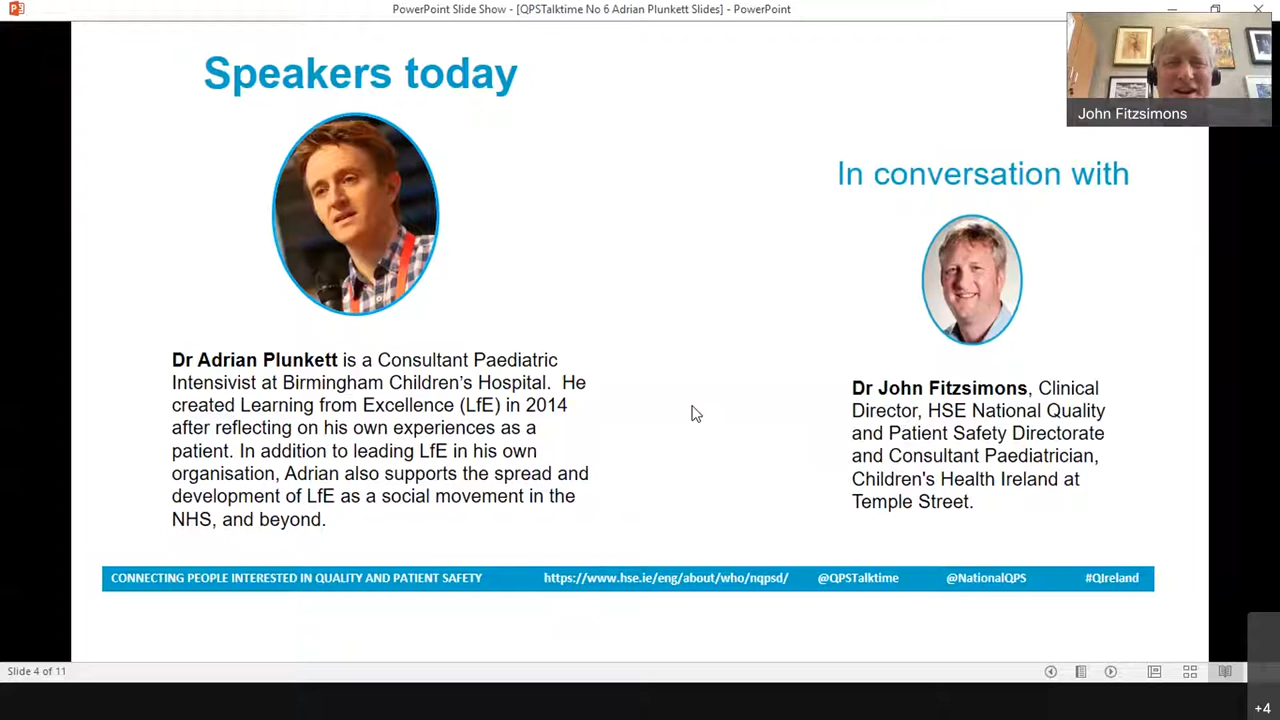 PowerPoint Slide Show - [QPSTalktime No 6 Adrian Plunkett Slides] - PowerPoint
John Fitzsimons
Speakers today
Dr Adrian Plunkett is a Consultant Paediatric
Intensivist at Birmingham Children's Hospital.  He
created Learning from Excellence (LfE) in 2014
after reflecting on his own experiences as a
patient. In addition to leading LfE in his own
organisation, Adrian also supports the spread and
development of LfE as a social movement in the
NHS, and beyond.
In conversation with
Dr John Fitzsimons, Clinical
Director, HSE National Quality
and Patient Safety Directorate
and Consultant Paediatrician,
Children's Health Ireland at
Temple Street.
CONNECTING PEOPLE INTERESTED IN QUALITY AND PATIENT SAFETY https://www.hse.ie/eng/about/who/nqpsd/ @QPSTalktime @NationalQPS #QIreland
Slide 4 of 11
+4